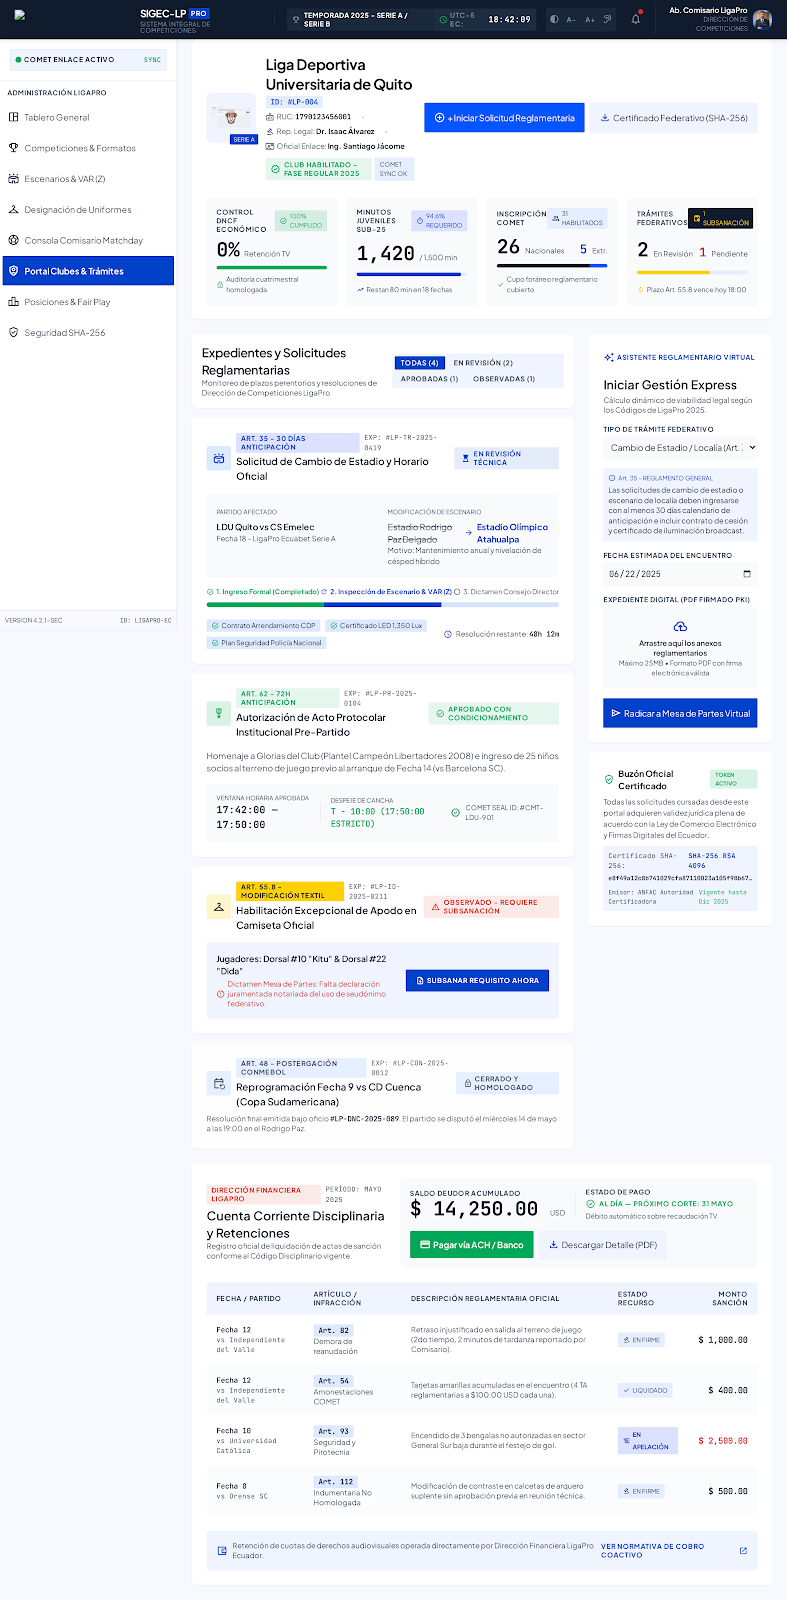 SIGEC-LP PRO
SISTEMA INTEGRAL DE
COMPETICIONES
TEMPORADA 2025 - SERIE A /
SERIE B
UTC-5
EC:
18:42:09
A-
A+
Ab. Comisario LigaPro
DIRECCIÓN DE
COMPETICIONES
COMET ENLACE ACTIVO
SYNC
ADMINISTRACIÓN LIGAPRO
Tablero General
Competiciones & Formatos
Escenarios & VAR (Z)
Designación de Uniformes
Consola Comisario Matchday
Portal Clubes & Trámites
Posiciones & Fair Play
Seguridad SHA-256
VERSION 4.2.1-SEC
ID: LIGAPRO-EC
SERIE A
Liga Deportiva
Universitaria de Quito
ID: #LP-004
RUC: 1790123456001
Rep. Legal: Dr. Isaac Álvarez
Oficial Enlace: Ing. Santiago Jácome
CLUB HABILITADO -
FASE REGULAR 2025
COMET
SYNC OK
+ Iniciar Solicitud Reglamentaria
Certificado Federativo (SHA-256)
CONTROL
DNCF
ECONÓMICO
100%
CUMPLIDO
0% Retención TV
Auditoría cuatrimestral
homologada
MINUTOS
JUVENILES
SUB-25
94.6%
REQUERIDO
1,420 / 1,500 min
Restan 80 min en 18 fechas
INSCRIPCIÓN
COMET
31
HABILITADOS
26 Nacionales 5 Extr.
Cupo foráneo reglamentario
cubierto
TRÁMITES
FEDERATIVOS
1
SUBSANACIÓN
2 En Revisión 1 Pendiente
Plazo Art. 55.8 vence hoy 18:00
Expedientes y Solicitudes
Reglamentarias
Monitoreo de plazos perentorios y resoluciones de
Dirección de Competiciones LigaPro
TODAS (4)
EN REVISIÓN (2)
APROBADAS (1)
OBSERVADAS (1)
ART. 35 - 30 DÍAS
ANTICIPACIÓN
EXP: #LP-TR-2025-
0419
Solicitud de Cambio de Estadio y Horario
Oficial
EN REVISIÓN
TÉCNICA
PARTIDO AFECTADO
LDU Quito vs CS Emelec
Fecha 18 - LigaPro Ecuabet Serie A
MODIFICACIÓN DE ESCENARIO
Estadio Rodrigo
Paz Delgado
Estadio Olímpico
Atahualpa
Motivo: Mantenimiento anual y nivelación de
césped híbrido
1. Ingreso Formal (Completado)
2. Inspección de Escenario & VAR (Z)
3. Dictamen Consejo Director
Contrato Arrendamiento CDP
Certificado LED 1,350 Lux
Plan Seguridad Policía Nacional
Resolución restante: 48h 12m
ART. 62 - 72H
ANTICIPACIÓN
EXP: #LP-PR-2025-
0104
Autorización de Acto Protocolar
Institucional Pre-Partido
APROBADO CON
CONDICIONAMIENTO
Homenaje a Glorias del Club (Plantel Campeón Libertadores 2008) e ingreso de 25 niños
socios al terreno de juego previo al arranque de Fecha 14 (vs Barcelona SC).
VENTANA HORARIA APROBADA
17:42:00 —
17:50:00
DESPEJE DE CANCHA
T - 10:00 (17:50:00
ESTRICTO)
COMET SEAL ID: #CMT-
LDU-901
ART. 55.8 -
MODIFICACIÓN TEXTIL
EXP: #LP-ID-
2025-0211
Habilitación Excepcional de Apodo en
Camiseta Oficial
OBSERVADO - REQUIERE
SUBSANACIÓN
Jugadores: Dorsal #10 "Kitu" & Dorsal #22
"Dida"
Dictamen Mesa de Partes: Falta declaración
juramentada notariada del uso de seudónimo
federativo.
SUBSANAR REQUISITO AHORA
ART. 48 - POSTERGACIÓN
CONMEBOL
EXP: #LP-CON-2025-
0012
Reprogramación Fecha 9 vs CD Cuenca
(Copa Sudamericana)
CERRADO Y
HOMOLOGADO
Resolución final emitida bajo oficio #LP-DNC-2025-089. El partido se disputó el miércoles 14 de mayo
a las 19:00 en el Rodrigo Paz.
ASISTENTE REGLAMENTARIO VIRTUAL
Iniciar Gestión Express
Cálculo dinámico de viabilidad legal según
los Códigos de LigaPro 2025.
TIPO DE TRÁMITE FEDERATIVO
Cambio de Estadio / Localía (Art. :
Art. 35 - REGLAMENTO GENERAL
Las solicitudes de cambio de estadio o
escenario de localía deben ingresarse
con al menos 30 días calendario de
anticipación e incluir contrato de cesión
y certificado de iluminación broadcast.
FECHA ESTIMADA DEL ENCUENTRO
06/22/2025
EXPEDIENTE DIGITAL (PDF FIRMADO PKI)
Arrastre aquí los anexos
reglamentarios
Máximo 25MB • Formato PDF con firma
electrónica válida
Radicar a Mesa de Partes Virtual
Buzón Oficial
Certificado
TOKEN
ACTIVO
Todas las solicitudes cursadas desde este
portal adquieren validez jurídica plena de
acuerdo con la Ley de Comercio Electrónico
y Firmas Digitales del Ecuador.
Certificado SHA-
256:
SHA-256 RSA
4096
e8f49a12c8b741029cfa87110023a105f98b67…
Emisor: ANFAC Autoridad
Certificadora
Vigente hasta
Dic 2025
DIRECCIÓN FINANCIERA
LIGAPRO
PERÍODO: MAYO
2025
Cuenta Corriente Disciplinaria
y Retenciones
Registro oficial de liquidación de actas de sanción
conforme al Código Disciplinario vigente.
SALDO DEUDOR ACUMULADO
$ 14,250.00 USD
ESTADO DE PAGO
AL DÍA — PRÓXIMO CORTE: 31 MAYO
Débito automático sobre recaudación TV
Pagar vía ACH / Banco
Descargar Detalle (PDF)
FECHA / PARTIDO
ARTÍCULO /
INFRACCIÓN
DESCRIPCIÓN REGLAMENTARIA OFICIAL
ESTADO
RECURSO
MONTO
SANCIÓN
Fecha 12
vs Independiente
del Valle
Art. 82
Demora de
reanudación
Retraso injustificado en salida al terreno de juego
(2do tiempo, 2 minutos de tardanza reportado por
Comisario).
EN FIRME
$ 1,000.00
Fecha 12
vs Independiente
del Valle
Art. 54
Amonestaciones
COMET
Tarjetas amarillas acumuladas en el encuentro (4 TA
reglamentarias a $100.00 USD cada una).
LIQUIDADO
$ 400.00
Fecha 10
vs Universidad
Católica
Art. 93
Seguridad y
Pirotecnia
Encendido de 3 bengalas no autorizadas en sector
General Sur baja durante el festejo de gol.
EN
APELACIÓN
$ 2,500.00
Fecha 8
vs Orense SC
Art. 112
Indumentaria No
Homologada
Modificación de contraste en calcetas de arquero
suplente sin aprobación previa en reunión técnica.
EN FIRME
$ 500.00
Retención de cuotas de derechos audiovisuales operada directamente por Dirección Financiera LigaPro
Ecuador.
VER NORMATIVA DE COBRO
COACTIVO